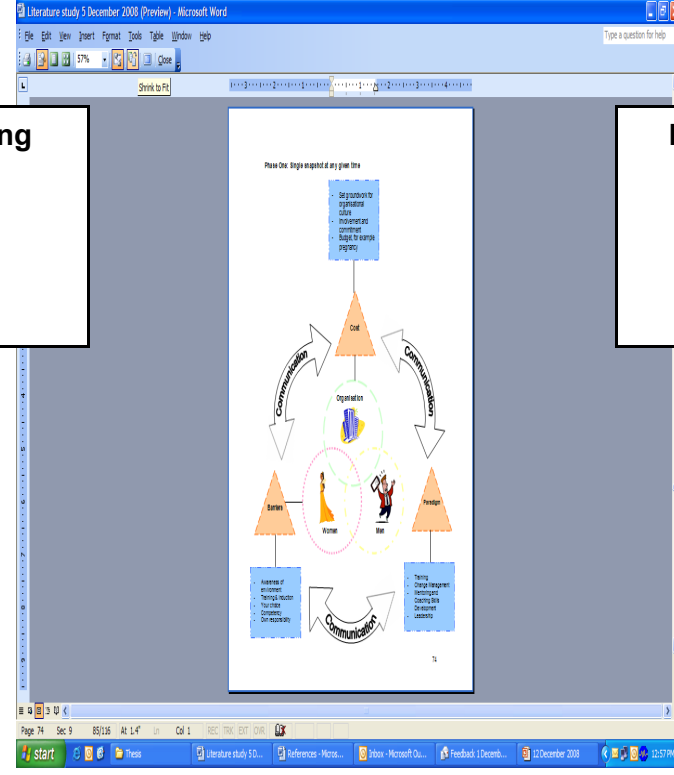 Literature study 5 December 2008 (Preview) - Microsoft Word
File Edit View Insert Format Tools Table Window Help
Type a question for help
57% Close
Shrink to Fit
ng
Phase One: Single snapshot at any given time
- Set groundwork for
organisational
culture
- Involvement and
commitment
- Budget, for example
pregnancy
Cost
Communication
Communication
Organisation
Barriers
Women
Men
Paradigm
- Awareness of
environment
- Training & Induction
- Your choice
- Competency
- Own responsibility
- Training
- Change Management
- Mentoring and
Coaching Skills
Development
- Leadership
Communication
74
Page 74 Sec 9 85/116 At 1.4" Ln Col 1 REC TRK EXT OVR
start Thesis Literature study 5 D... References - Micros... Inbox - Microsoft Ou... Feedback 1 Decemb... 12 December 2008 12:57 PM